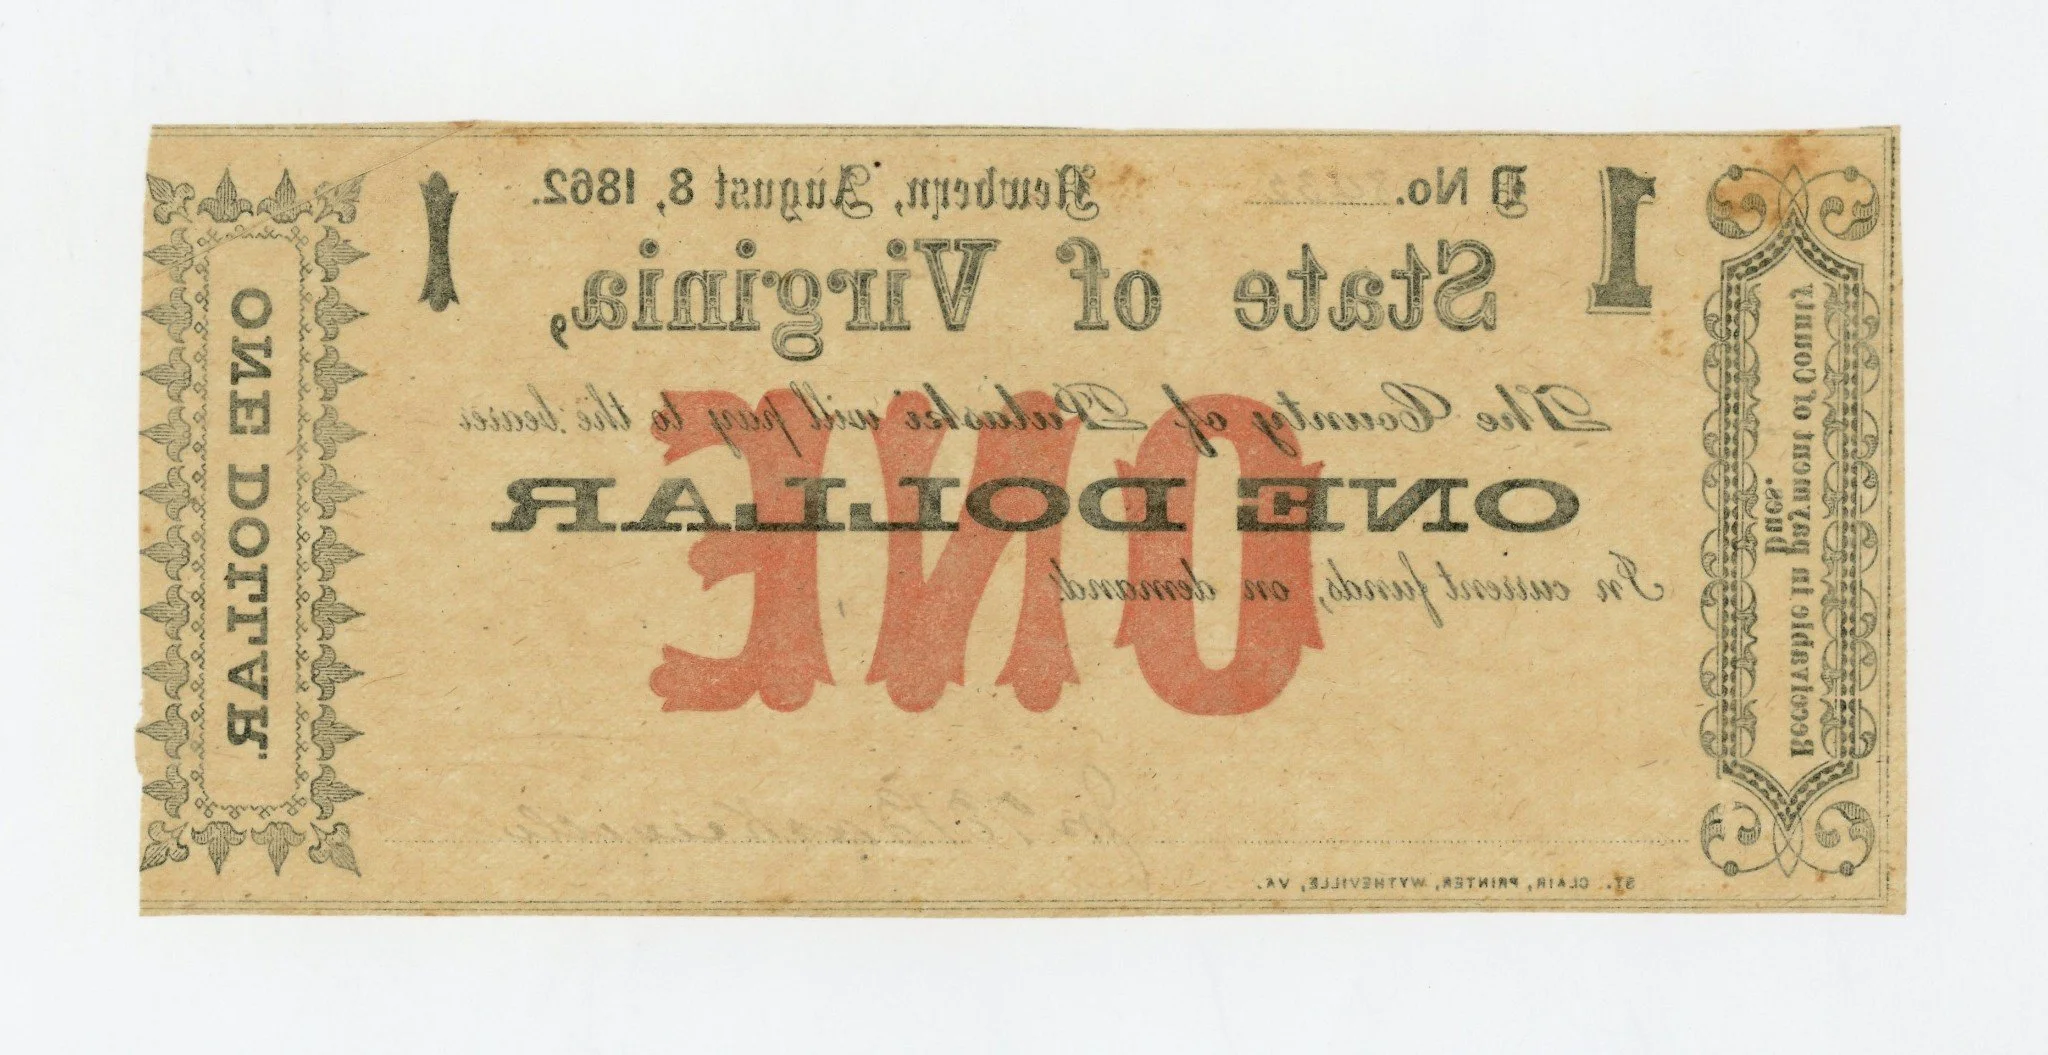 1
D No.
Newbern, August 8, 1862.
1
State of Virginia,
The County of Pulaski will pay to the bearer
ONE DOLLAR
ONE
In current funds, on demand.
Receivable in payment of County
Dues.
ONE DOLLAR
ST. CLAIR, PRINTER, WYTHEVILLE, VA.